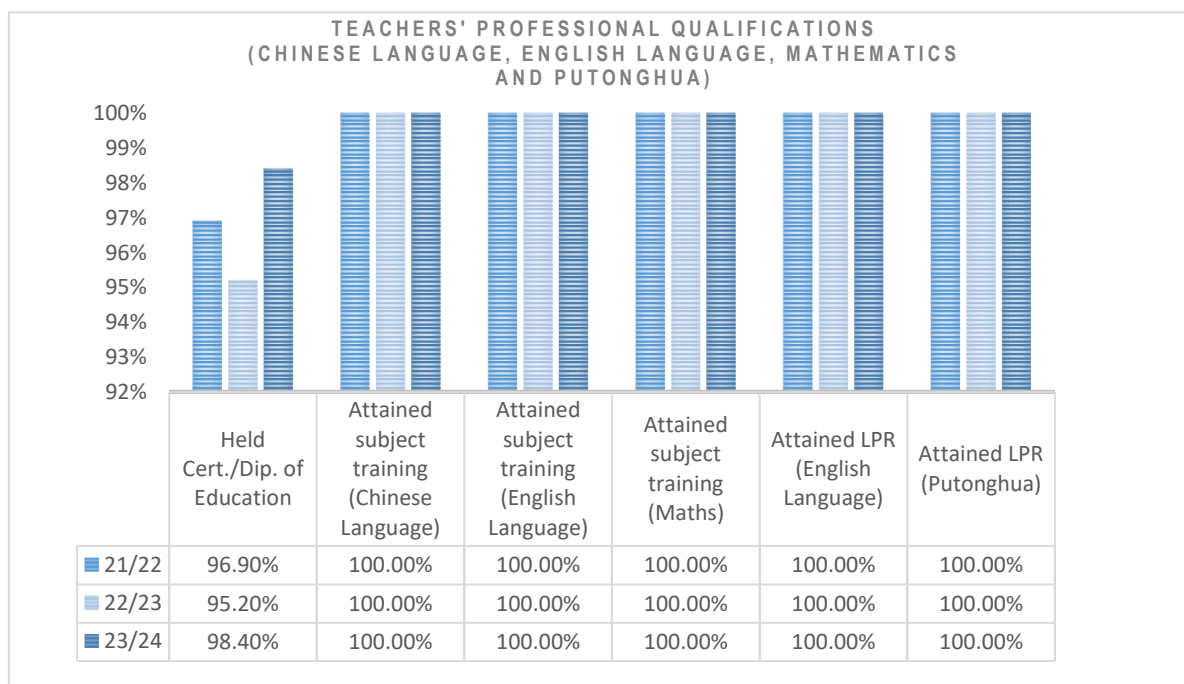 TEACHERS' PROFESSIONAL QUALIFICATIONS
(CHINESE LANGUAGE, ENGLISH LANGUAGE, MATHEMATICS
AND PUTONGHUA)
100%
99%
98%
97%
96%
95%
94%
93%
92%
Held
Cert./Dip. of
Education
Attained
subject
training
(Chinese
Language)
Attained
subject
training
(English
Language)
Attained
subject
training
(Maths)
Attained LPR
(English
Language)
Attained LPR
(Putonghua)
21/22 96.90% 100.00% 100.00% 100.00% 100.00% 100.00%
22/23 95.20% 100.00% 100.00% 100.00% 100.00% 100.00%
23/24 98.40% 100.00% 100.00% 100.00% 100.00% 100.00%